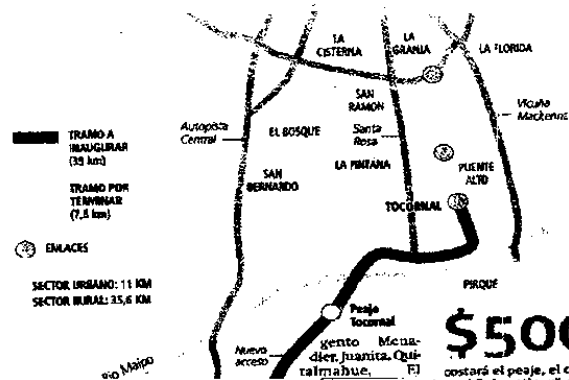 LA
CISTERNA
LA
GRANJA
LA FLORIDA
SAN
RAMON
Vicuña
Mackenna
TRAMO A
INAUGURAR
(39 km)
Autopista
Central
EL BOSQUE
Santa
Rosa
LA PINTANA
PUENTE
ALTO
SAN
BERNARDO
TRAMO POR
TERMINAR
(7,5 km)
TOCORNAL
ENLACES
SECTOR URBANO: 11 KM
SECTOR RURAL: 35,6 KM
PIRQUE
Peaje
Tocornal
Nuevo
acceso
Rio Maipo
gento Mena-
dier, Juanita, Qui-
talmahue, El
$500
costará el peaje, el c